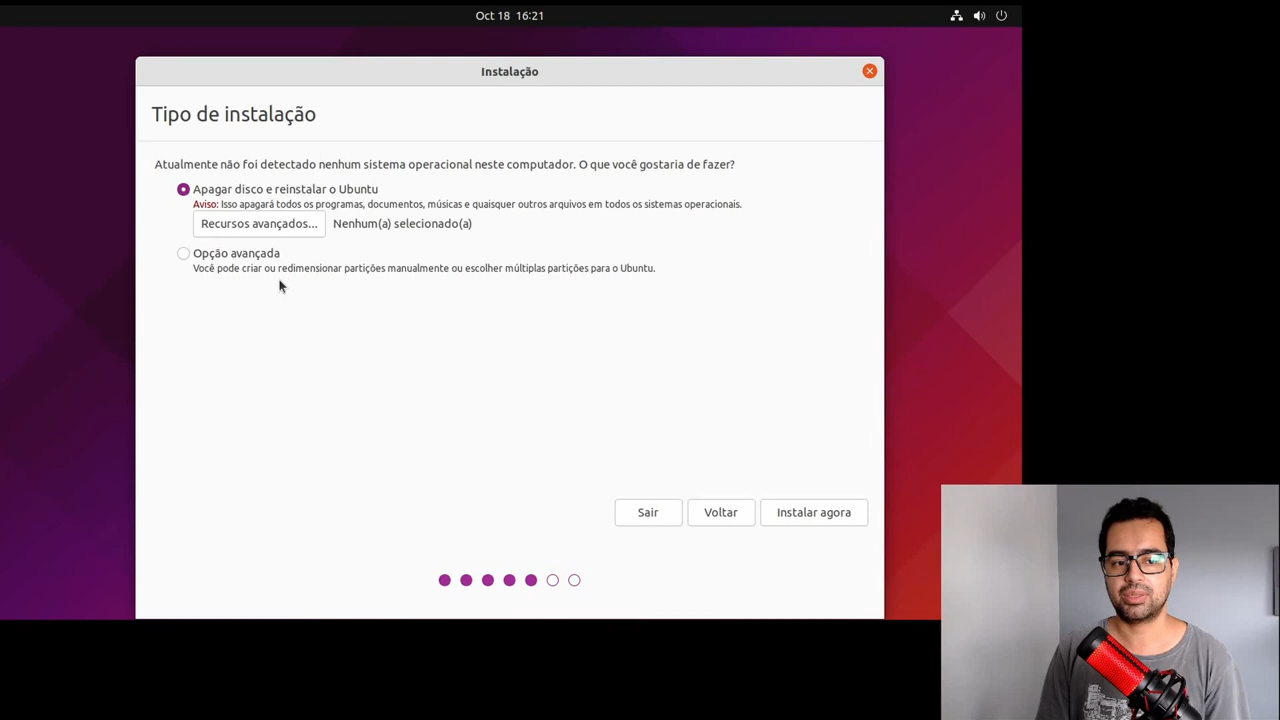 Oct 18 16:21
Instalação
Tipo de instalação
Atualmente não foi detectado nenhum sistema operacional neste computador. O que você gostaria de fazer?
Apagar disco e reinstalar o Ubuntu
Aviso: Isso apagará todos os programas, documentos, músicas e quaisquer outros arquivos em todos os sistemas operacionais.
Recursos avançados... Nenhum(a) selecionado(a)
Opção avançada
Você pode criar ou redimensionar partições manualmente ou escolher múltiplas partições para o Ubuntu.
Sair Voltar Instalar agora